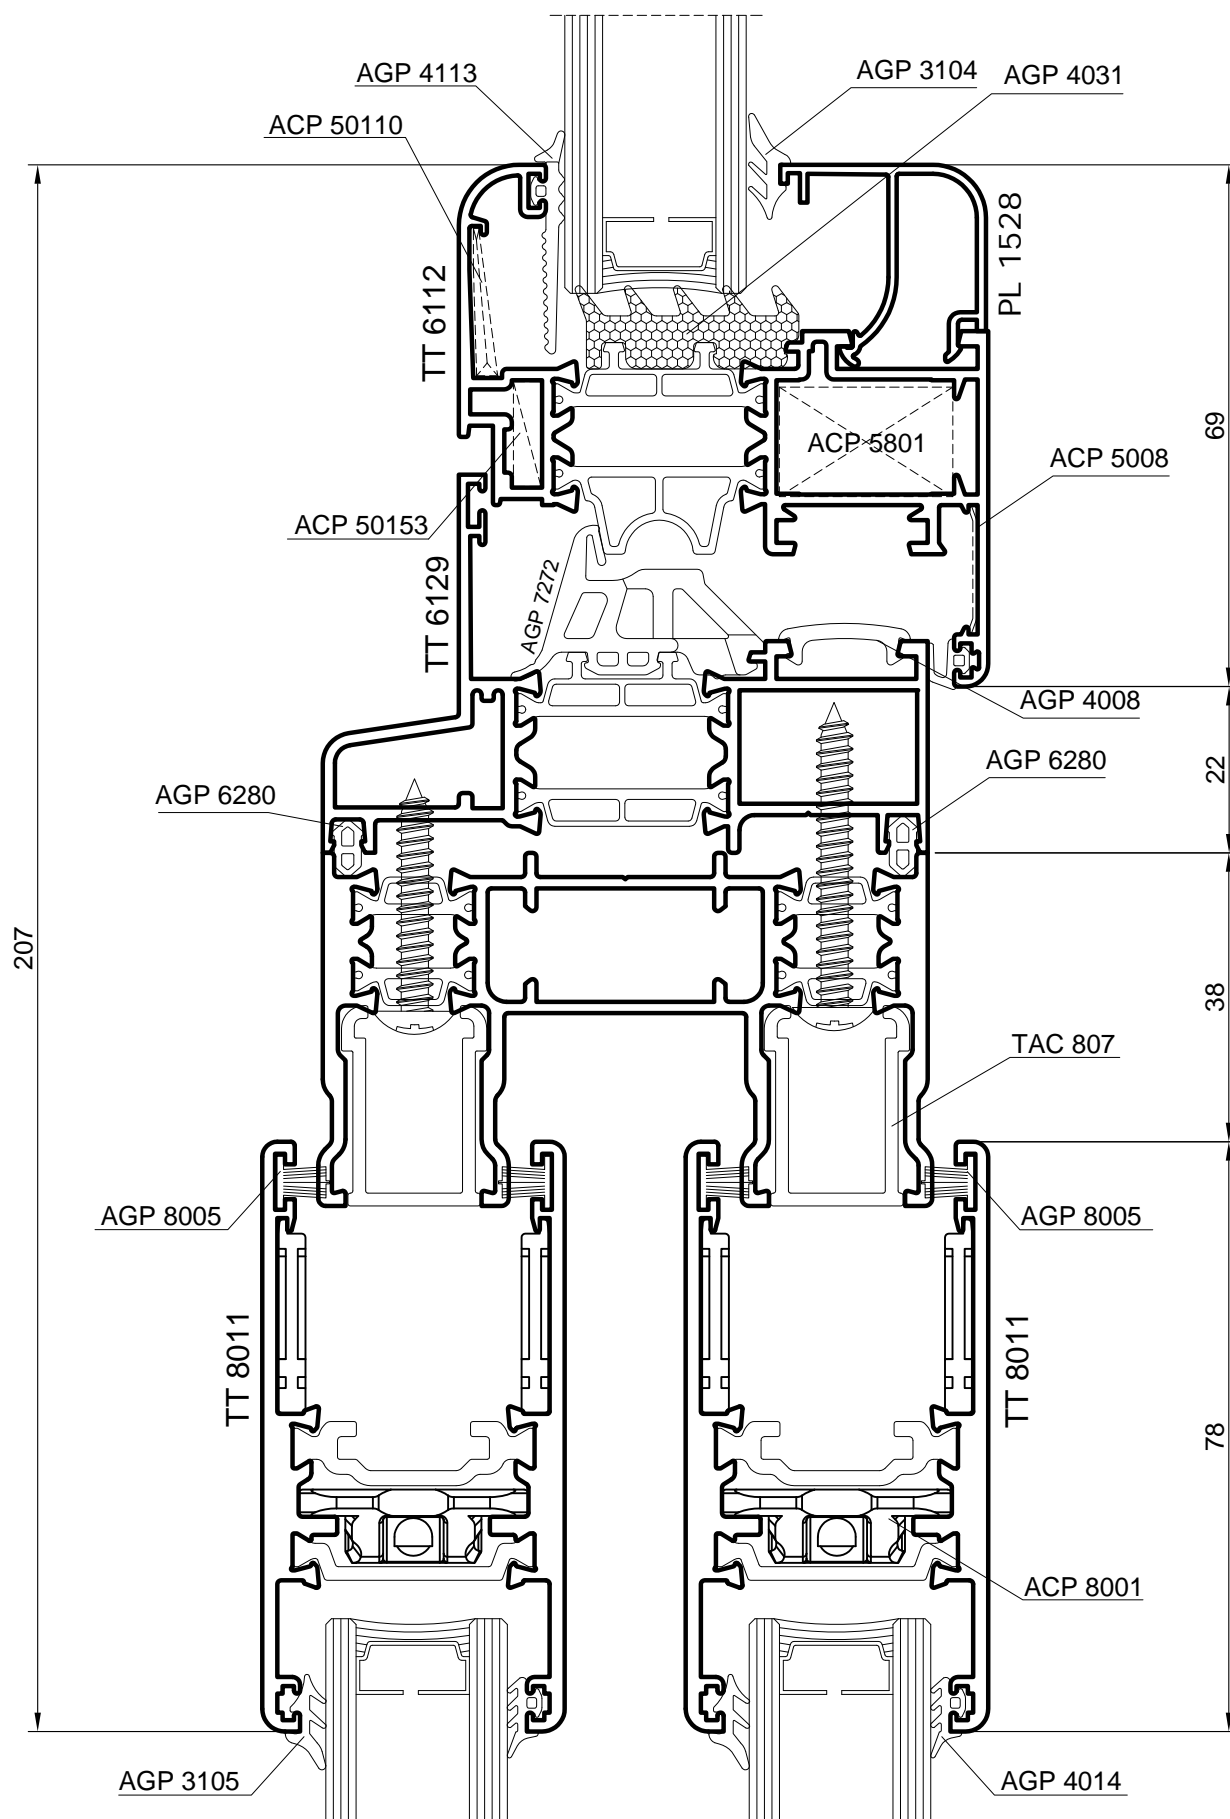 AGP 4113
AGP 3104
AGP 4031
ACP 50110
PL 1528
TT 6112
69
ACP 5801
ACP 5008
ACP 50153
TT 6129
AGP 7272
AGP 4008
AGP 6280
22
AGP 6280
207
38
TAC 807
AGP 8005
AGP 8005
TT 8011
TT 8011
78
ACP 8001
AGP 3105
AGP 4014